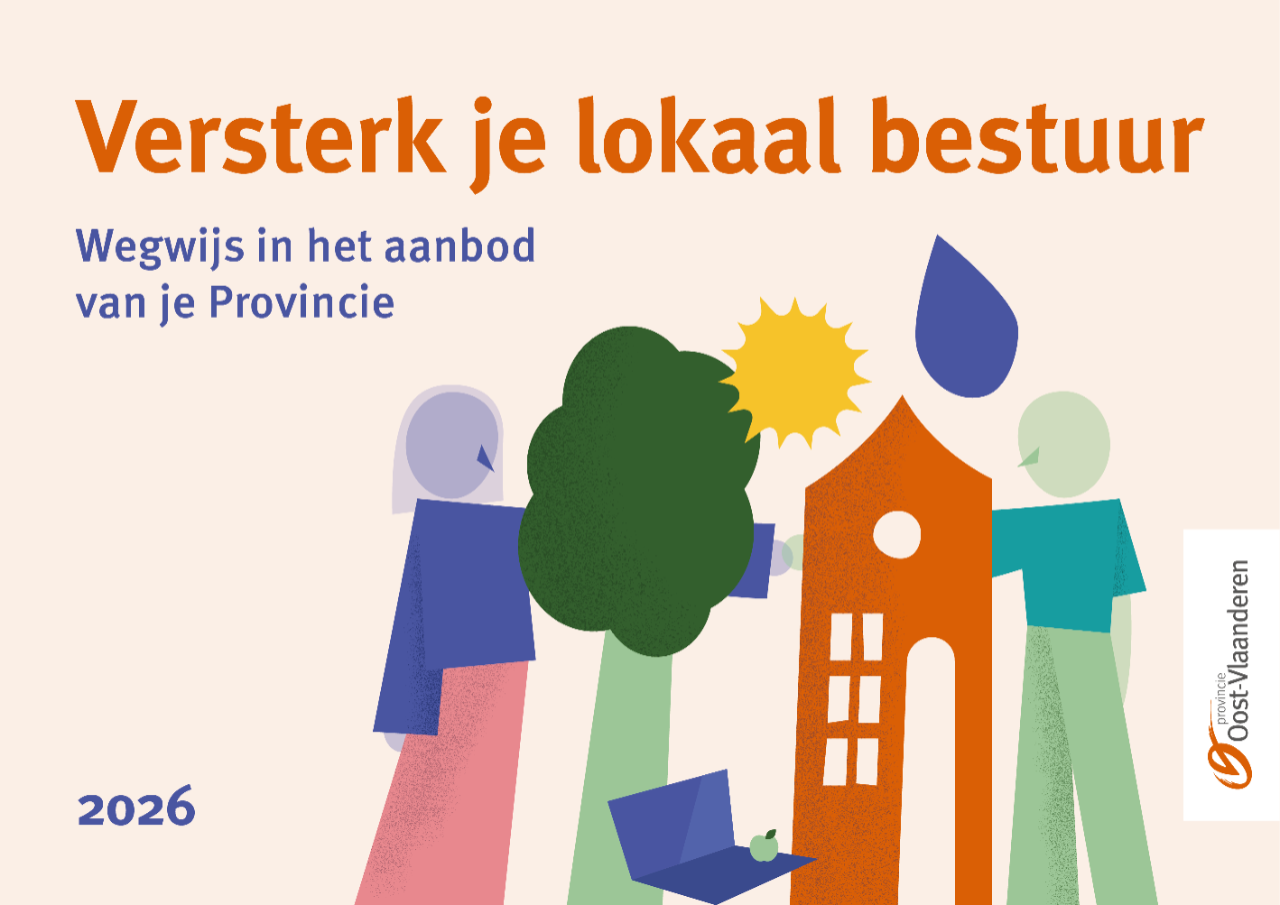 Versterk je lokaal bestuur
Wegwijs in het aanbod
van je Provincie
2026
provincie
Oost-Vlaanderen